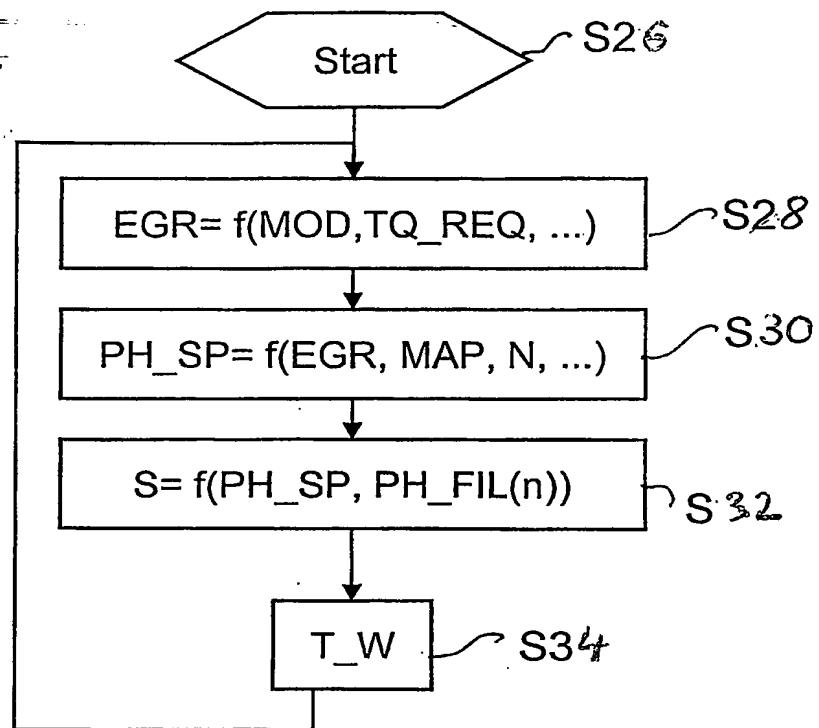 Start
S26
EGR= f(MOD,TQ_REQ, ...)
S28
PH_SP= f(EGR, MAP, N, ...)
S30
S= f(PH_SP, PH_FIL(n))
S32
T_W
S34